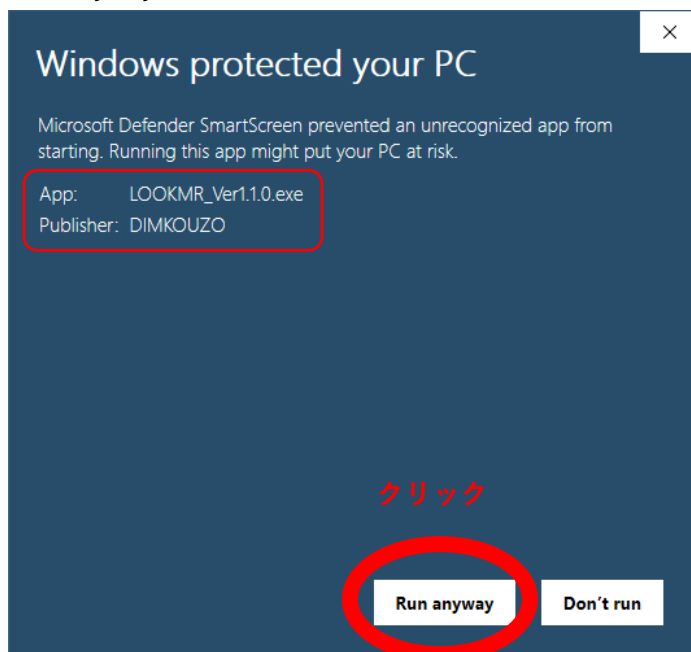 Windows protected your PC
Microsoft Defender SmartScreen prevented an unrecognized app from
starting. Running this app might put your PC at risk.
App: LOOKMR_Ver1.1.0.exe
Publisher: DIMKOUZO
クリック
Run anyway Don't run